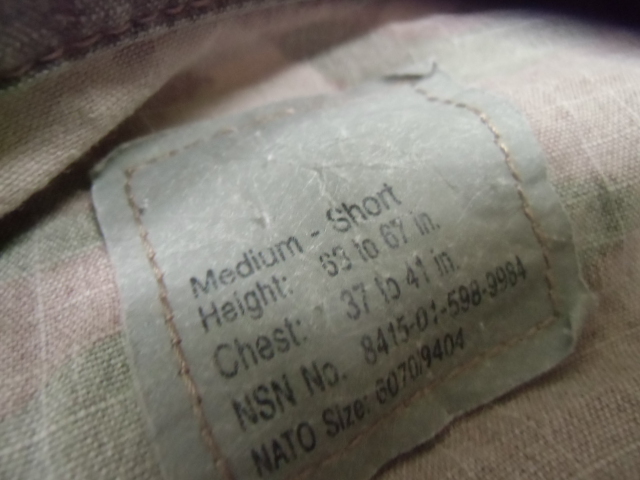 Medium - Short
Height: 63 to 67 in.
Chest: 37 to 41 in.
NSN No. 8415-01-598-9984
NATO Size: 6070/9404